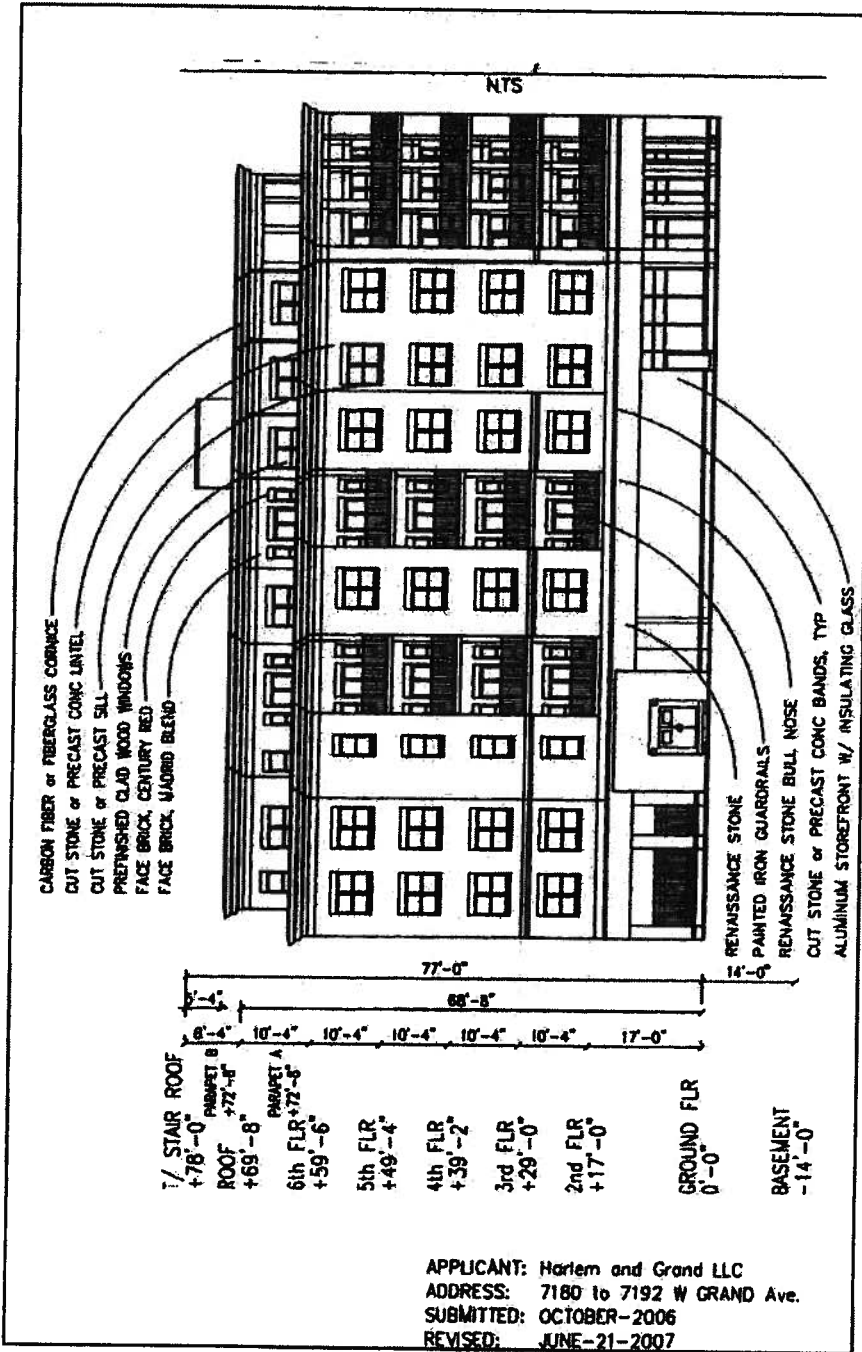 N.T.S
CARBON FIBER or FIBERGLASS CORNICE
CUT STONE or PRECAST CONC LINTEL
CUT STONE or PRECAST SILL
PREFINISHED CLAD WOOD WINDOWS
FACE BRICK, CENTURY RED
FACE BRICK, MADRID BLEND
RENAISSANCE STONE
PAINTED IRON GUARDRAILS
RENAISSANCE STONE BULL NOSE
CUT STONE or PRECAST CONC BANDS, TYP
ALUMINUM STOREFRONT W/ INSULATING GLASS
77'-0"
14'-0"
5'-4"
68'-8"
8'-4"
10'-4"
10'-4"
10'-4"
10'-4"
10'-4"
17'-0"
T/ STAIR ROOF
+78'-0"
PARAPET B
+72'-8"
ROOF
+69'-8"
PARAPET A
+72'-8"
6th FLR
+59'-6"
5th FLR
+49'-4"
4th FLR
+39'-2"
3rd FLR
+29'-0"
2nd FLR
+17'-0"
GROUND FLR
0'-0"
BASEMENT
-14'-0"
APPLICANT: Harlem and Grand LLC
ADDRESS: 7180 to 7192 W GRAND Ave.
SUBMITTED: OCTOBER-2006
REVISED: JUNE-21-2007